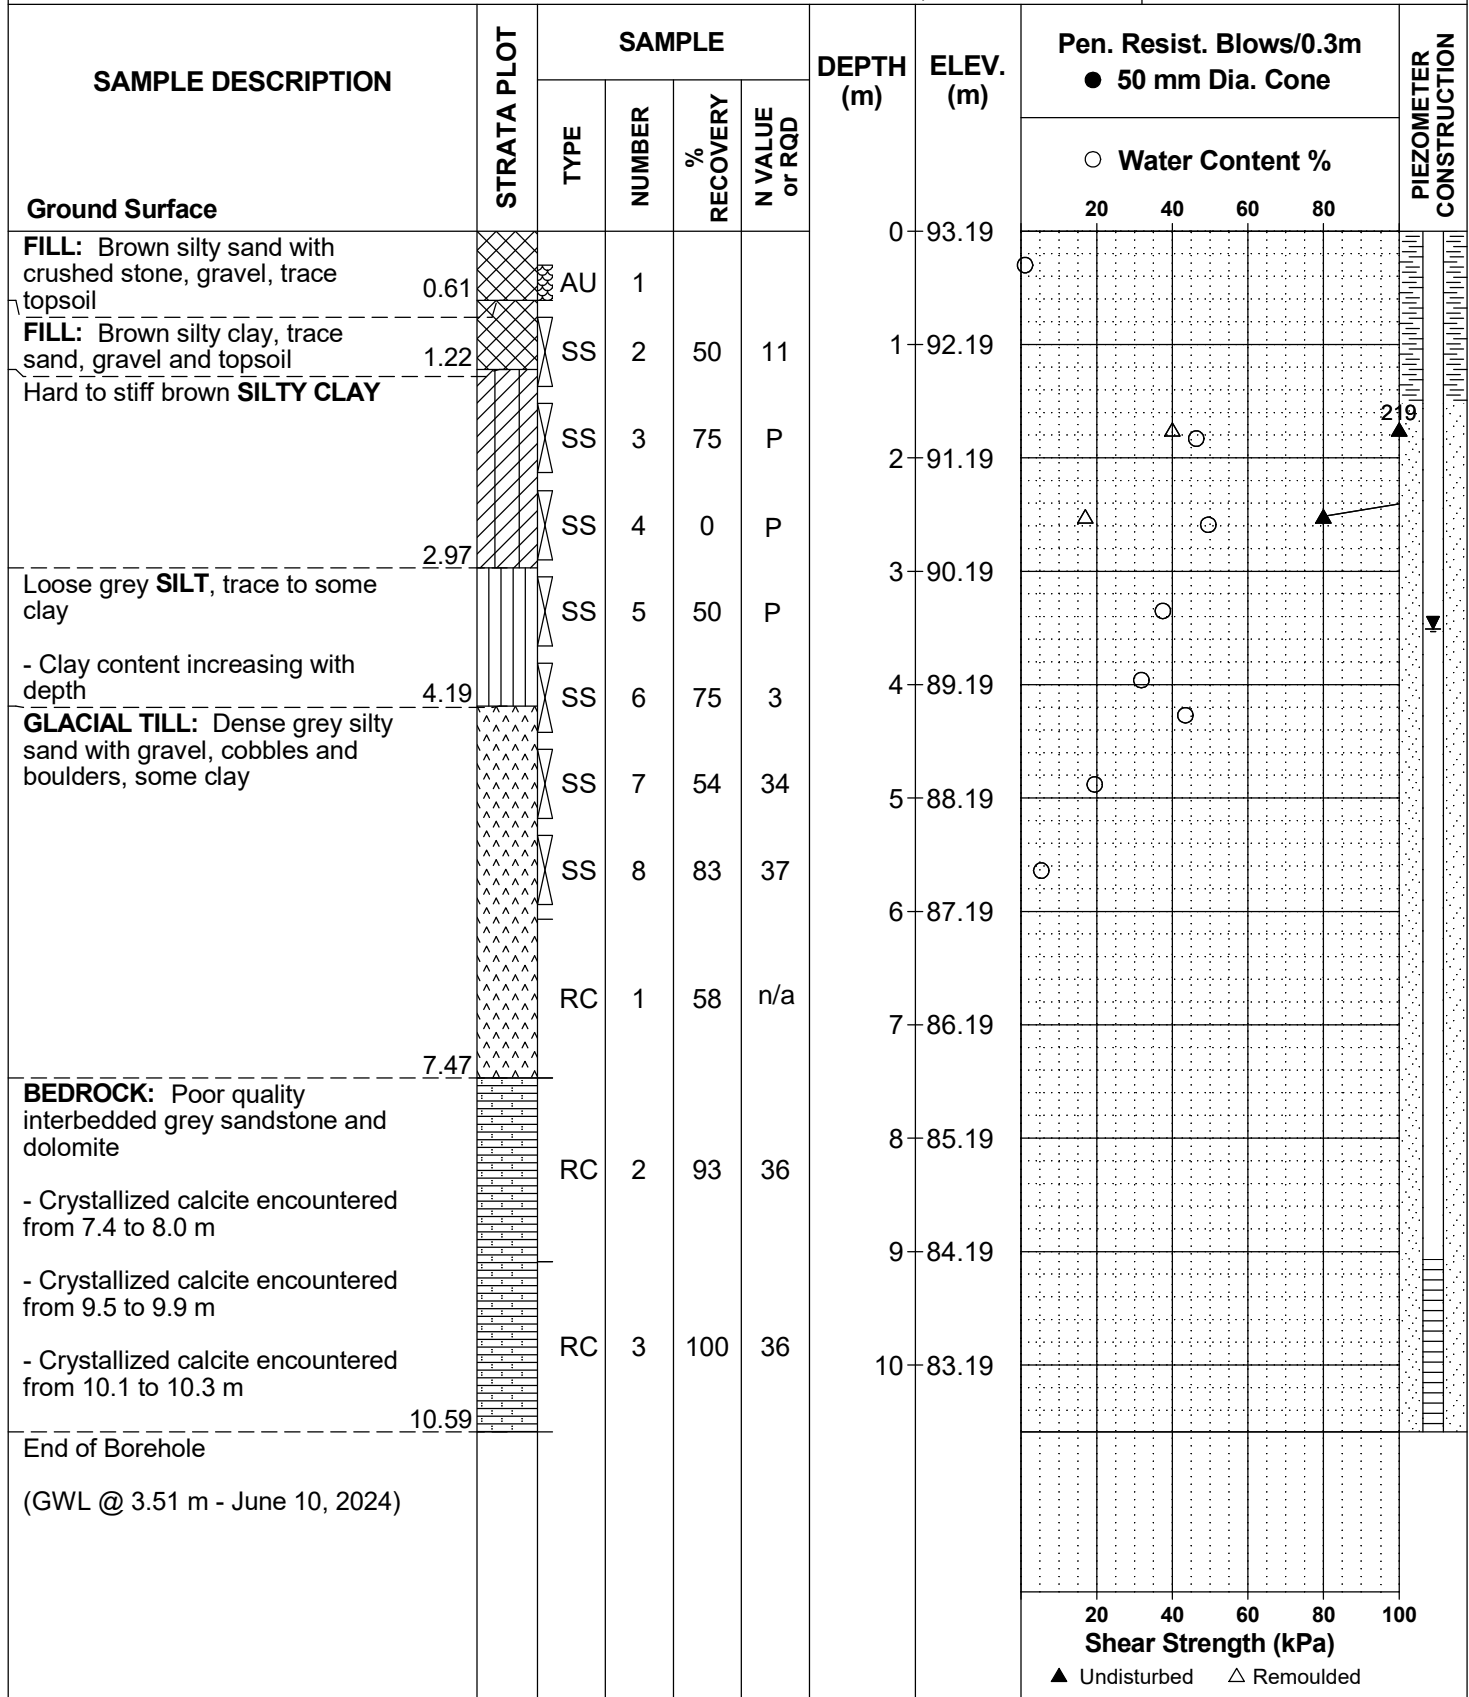 SAMPLE DESCRIPTION
STRATA PLOT
SAMPLE
TYPE
NUMBER
%
RECOVERY
N VALUE
or RQD
DEPTH
(m)
ELEV.
(m)
Pen. Resist. Blows/0.3m
● 50 mm Dia. Cone
○ Water Content %
20 40 60 80
PIEZOMETER
CONSTRUCTION
Ground Surface
0 93.19
FILL: Brown silty sand with
crushed stone, gravel, trace
topsoil
0.61
AU 1
FILL: Brown silty clay, trace
sand, gravel and topsoil
1.22
SS 2 50 11
1 92.19
Hard to stiff brown SILTY CLAY
219
SS 3 75 P
2 91.19
SS 4 0 P
2.97
3 90.19
Loose grey SILT, trace to some
clay
SS 5 50 P
- Clay content increasing with
depth
4.19
SS 6 75 3
4 89.19
GLACIAL TILL: Dense grey silty
sand with gravel, cobbles and
boulders, some clay
SS 7 54 34
5 88.19
SS 8 83 37
6 87.19
RC 1 58 n/a
7 86.19
7.47
BEDROCK: Poor quality
interbedded grey sandstone and
dolomite
8 85.19
RC 2 93 36
- Crystallized calcite encountered
from 7.4 to 8.0 m
9 84.19
- Crystallized calcite encountered
from 9.5 to 9.9 m
RC 3 100 36
- Crystallized calcite encountered
from 10.1 to 10.3 m
10 83.19
10.59
End of Borehole
(GWL @ 3.51 m - June 10, 2024)
20 40 60 80 100
Shear Strength (kPa)
▲ Undisturbed △ Remoulded